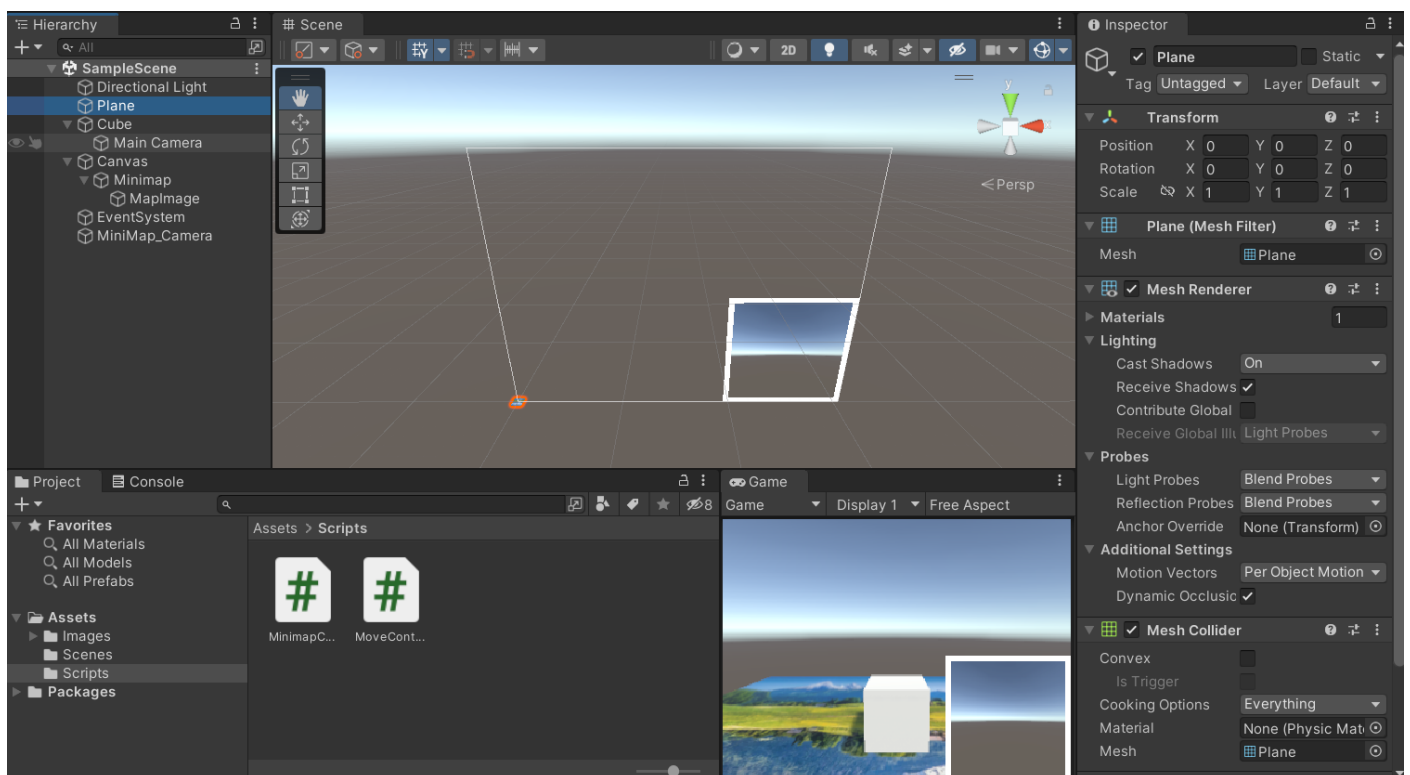 Hierarchy
All
SampleScene
Directional Light
Plane
Cube
Main Camera
Canvas
Minimap
MapImage
EventSystem
MiniMap_Camera
Scene
2D
y
Persp
Project
Console
8
Favorites
All Materials
All Models
All Prefabs
Assets
Images
Scenes
Scripts
Packages
Assets > Scripts
#
#
MinimapC...
MoveCont...
Game
Game Display 1 Free Aspect
Inspector
Plane Static
Tag Untagged Layer Default
Transform
Position X 0 Y 0 Z 0
Rotation X 0 Y 0 Z 0
Scale X 1 Y 1 Z 1
Plane (Mesh Filter)
Mesh Plane
Mesh Renderer
Materials 1
Lighting
Cast Shadows On
Receive Shadows
Contribute Global
Receive Global Illu Light Probes
Probes
Light Probes Blend Probes
Reflection Probes Blend Probes
Anchor Override None (Transform)
Additional Settings
Motion Vectors Per Object Motion
Dynamic Occlusic
Mesh Collider
Convex
Is Trigger
Cooking Options Everything
Material None (Physic Mat
Mesh Plane